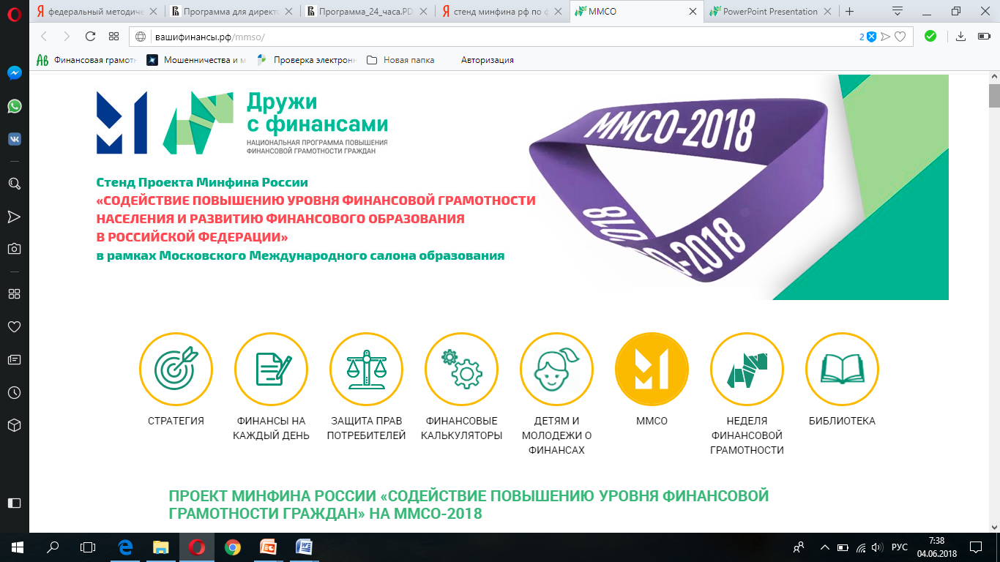 федеральный методиче
Программа для директо
Программа_24_часа.PD
стенд минфина рф по ф
ММСО
PowerPoint Presentation
вашифинансы.рф/mmso/
2
Финансовая грамотн
Мошенничества и м
Проверка электронн
Новая папка
Авторизация
Дружи
с финансами
НАЦИОНАЛЬНАЯ ПРОГРАММА ПОВЫШЕНИЯ
ФИНАНСОВОЙ ГРАМОТНОСТИ ГРАЖДАН
ММСО-2018
Стенд Проекта Минфина России
«СОДЕЙСТВИЕ ПОВЫШЕНИЮ УРОВНЯ ФИНАНСОВОЙ ГРАМОТНОСТИ
НАСЕЛЕНИЯ И РАЗВИТИЮ ФИНАНСОВОГО ОБРАЗОВАНИЯ
В РОССИЙСКОЙ ФЕДЕРАЦИИ»
в рамках Московского Международного салона образования
СТРАТЕГИЯ
ФИНАНСЫ НА
КАЖДЫЙ ДЕНЬ
ЗАЩИТА ПРАВ
ПОТРЕБИТЕЛЕЙ
ФИНАНСОВЫЕ
КАЛЬКУЛЯТОРЫ
ДЕТЯМ И
МОЛОДЕЖИ О
ФИНАНСАХ
ММСО
НЕДЕЛЯ
ФИНАНСОВОЙ
ГРАМОТНОСТИ
БИБЛИОТЕКА
ПРОЕКТ МИНФИНА РОССИИ «СОДЕЙСТВИЕ ПОВЫШЕНИЮ УРОВНЯ ФИНАНСОВОЙ
ГРАМОТНОСТИ ГРАЖДАН» НА ММСО-2018
РУС
7:38
04.06.2018